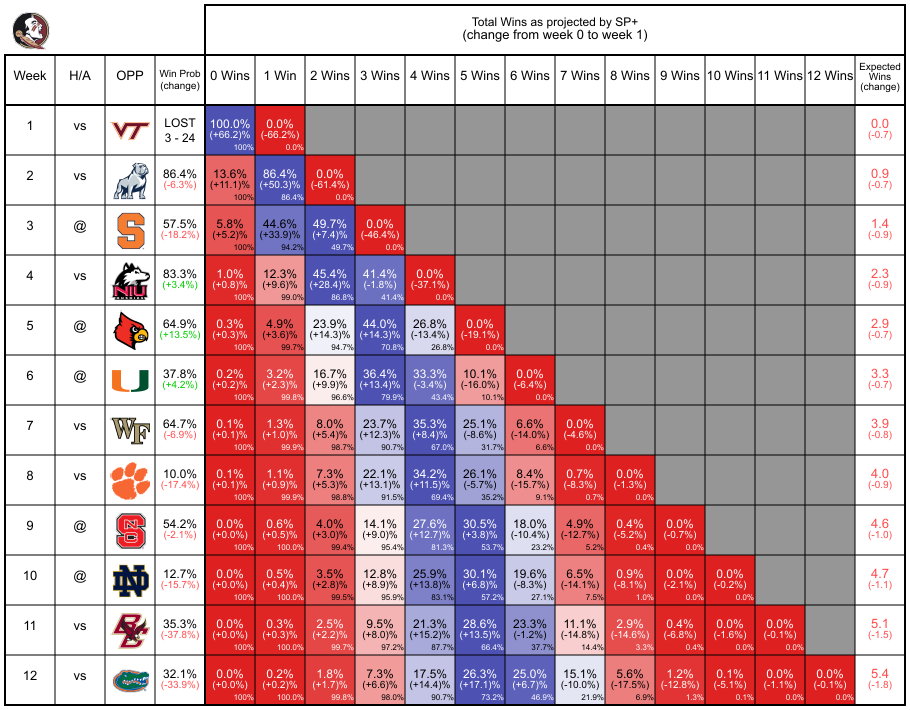 Total Wins as projected by SP+
(change from week 0 to week 1)
Week H/A OPP Win Prob (change) 0 Wins 1 Win 2 Wins 3 Wins 4 Wins 5 Wins 6 Wins 7 Wins 8 Wins 9 Wins 10 Wins 11 Wins 12 Wins Expected Wins (change)
1 vs VT LOST 100.0% 0.0% 0.0
3 - 24 (+66.2)% (-66.2)% (-0.7)
100% 0.0%
2 vs 86.4% 13.6% 86.4% 0.0% 0.9
(-6.3%) (+11.1)% (+50.3)% (-61.4)% (-0.7)
100% 86.4% 0.0%
3 @ S 57.5% 5.8% 44.6% 49.7% 0.0% 1.4
(-18.2%) (+5.2)% (+33.9)% (+7.4)% (-46.4)% (-0.9)
100% 94.2% 49.7% 0.0%
4 vs NIU 83.3% 1.0% 12.3% 45.4% 41.4% 0.0% 2.3
(+3.4%) (+0.8)% (+9.6)% (+28.4)% (-1.8)% (-37.1)% (-0.9)
100% 99.0% 86.8% 41.4% 0.0%
5 @ 64.9% 0.3% 4.9% 23.9% 44.0% 26.8% 0.0% 2.9
(+13.5%) (+0.3)% (+3.6)% (+14.3)% (+14.3)% (-13.4)% (-19.1)% (-0.7)
100% 99.7% 94.7% 70.8% 26.8% 0.0%
6 @ U 37.8% 0.2% 3.2% 16.7% 36.4% 33.3% 10.1% 0.0% 3.3
(+4.2%) (+0.2)% (+2.3)% (+9.9)% (+13.4)% (-3.4)% (-16.0)% (-6.4)% (-0.7)
100% 99.8% 96.6% 79.9% 43.4% 10.1% 0.0%
7 vs WF 64.7% 0.1% 1.3% 8.0% 23.7% 35.3% 25.1% 6.6% 0.0% 3.9
(-6.9%) (+0.1)% (+1.0)% (+5.4)% (+12.3)% (+8.4)% (-8.6)% (-14.0)% (-4.6)% (-0.8)
100% 99.9% 98.7% 90.7% 67.0% 31.7% 6.6% 0.0%
8 vs 10.0% 0.1% 1.1% 7.3% 22.1% 34.2% 26.1% 8.4% 0.7% 0.0% 4.0
(-17.4%) (+0.1)% (+0.9)% (+5.3)% (+13.1)% (+11.5)% (-5.7)% (-15.7)% (-8.3)% (-1.3)% (-0.9)
100% 99.9% 98.8% 91.5% 69.4% 35.2% 9.1% 0.7% 0.0%
9 @ NCS 54.2% 0.0% 0.6% 4.0% 14.1% 27.6% 30.5% 18.0% 4.9% 0.4% 0.0% 4.6
(-2.1%) (+0.0)% (+0.5)% (+3.0)% (+9.0)% (+12.7)% (+3.8)% (-10.4)% (-12.7)% (-5.2)% (-0.7)% (-1.0)
100% 100.0% 99.4% 95.4% 81.3% 53.7% 23.2% 5.2% 0.4% 0.0%
10 @ ND 12.7% 0.0% 0.5% 3.5% 12.8% 25.9% 30.1% 19.6% 6.5% 0.9% 0.0% 0.0% 4.7
(-15.7%) (+0.0)% (+0.4)% (+2.8)% (+8.9)% (+13.8)% (+6.8)% (-8.3)% (-14.1)% (-8.1)% (-2.1)% (-0.2)% (-1.1)
100% 100.0% 99.5% 95.9% 83.1% 57.2% 27.1% 7.5% 1.0% 0.0% 0.0%
11 vs BC 35.3% 0.0% 0.3% 2.5% 9.5% 21.3% 28.6% 23.3% 11.1% 2.9% 0.4% 0.0% 0.0% 5.1
(-37.8%) (+0.0)% (+0.3)% (+2.2)% (+8.0)% (+15.2)% (+13.5)% (-1.2)% (-14.8)% (-14.6)% (-6.8)% (-1.6)% (-0.1)% (-1.5)
100% 100.0% 99.7% 97.2% 87.7% 66.4% 37.7% 14.4% 3.3% 0.4% 0.0% 0.0%
12 vs 32.1% 0.0% 0.2% 1.8% 7.3% 17.5% 26.3% 25.0% 15.1% 5.6% 1.2% 0.1% 0.0% 0.0% 5.4
(-33.9%) (+0.0)% (+0.2)% (+1.7)% (+6.6)% (+14.4)% (+17.1)% (+6.7)% (-10.0)% (-17.5)% (-12.8)% (-5.1)% (-1.1)% (-0.1)% (-1.8)
100% 100.0% 99.8% 98.0% 90.7% 73.2% 46.9% 21.9% 6.9% 1.3% 0.1% 0.0% 0.0%